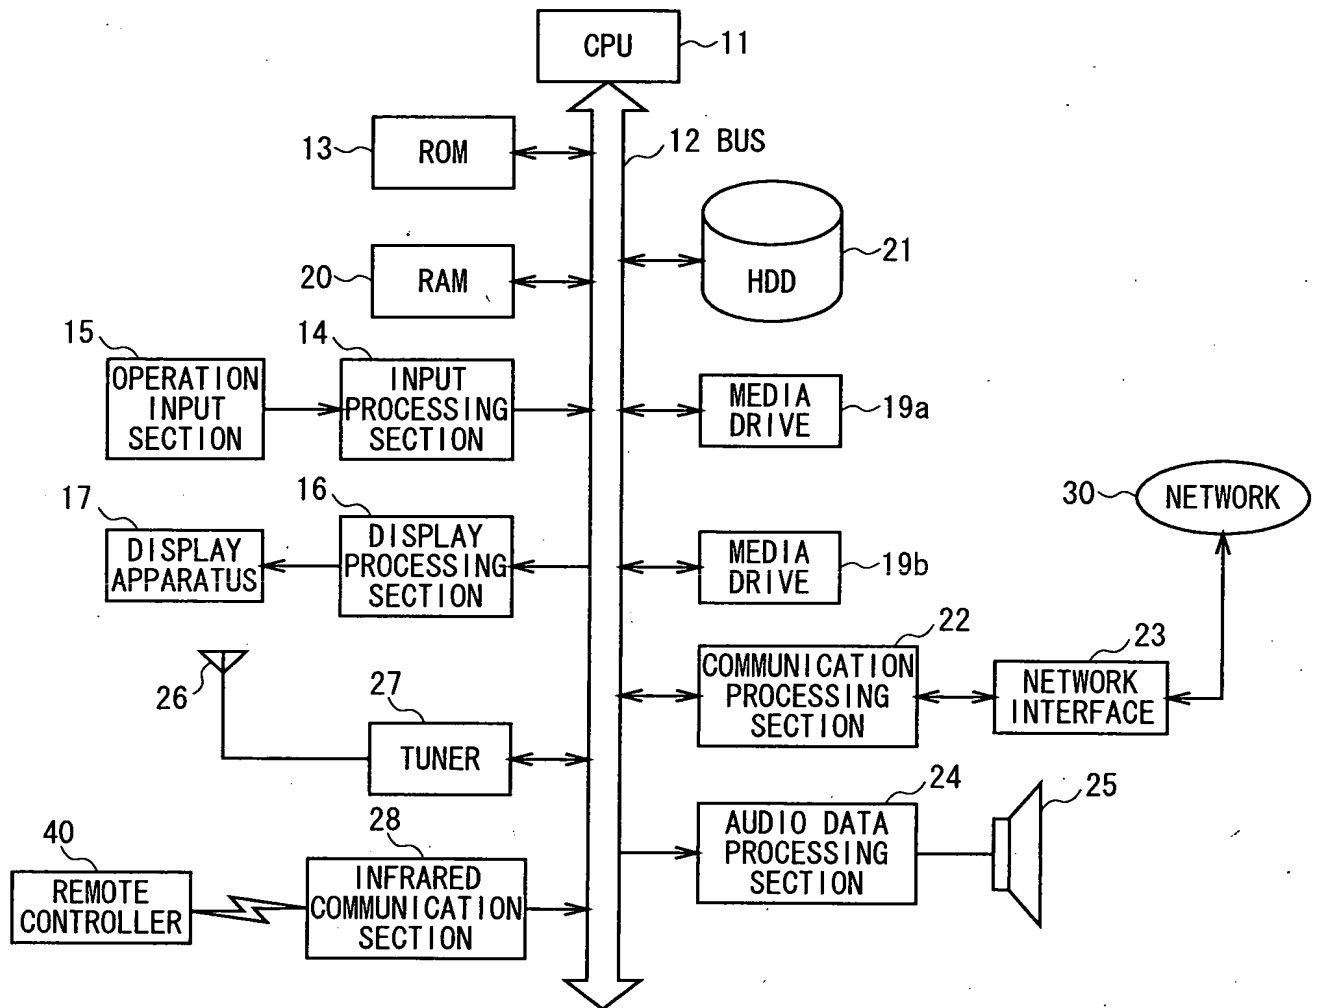 CPU
11
13
ROM
12 BUS
20
RAM
21
HDD
15
OPERATION
INPUT
SECTION
14
INPUT
PROCESSING
SECTION
MEDIA
DRIVE
19a
17
DISPLAY
APPARATUS
16
DISPLAY
PROCESSING
SECTION
MEDIA
DRIVE
19b
30
NETWORK
26
27
TUNER
22
COMMUNICATION
PROCESSING
SECTION
23
NETWORK
INTERFACE
40
REMOTE
CONTROLLER
28
INFRARED
COMMUNICATION
SECTION
24
AUDIO DATA
PROCESSING
SECTION
25